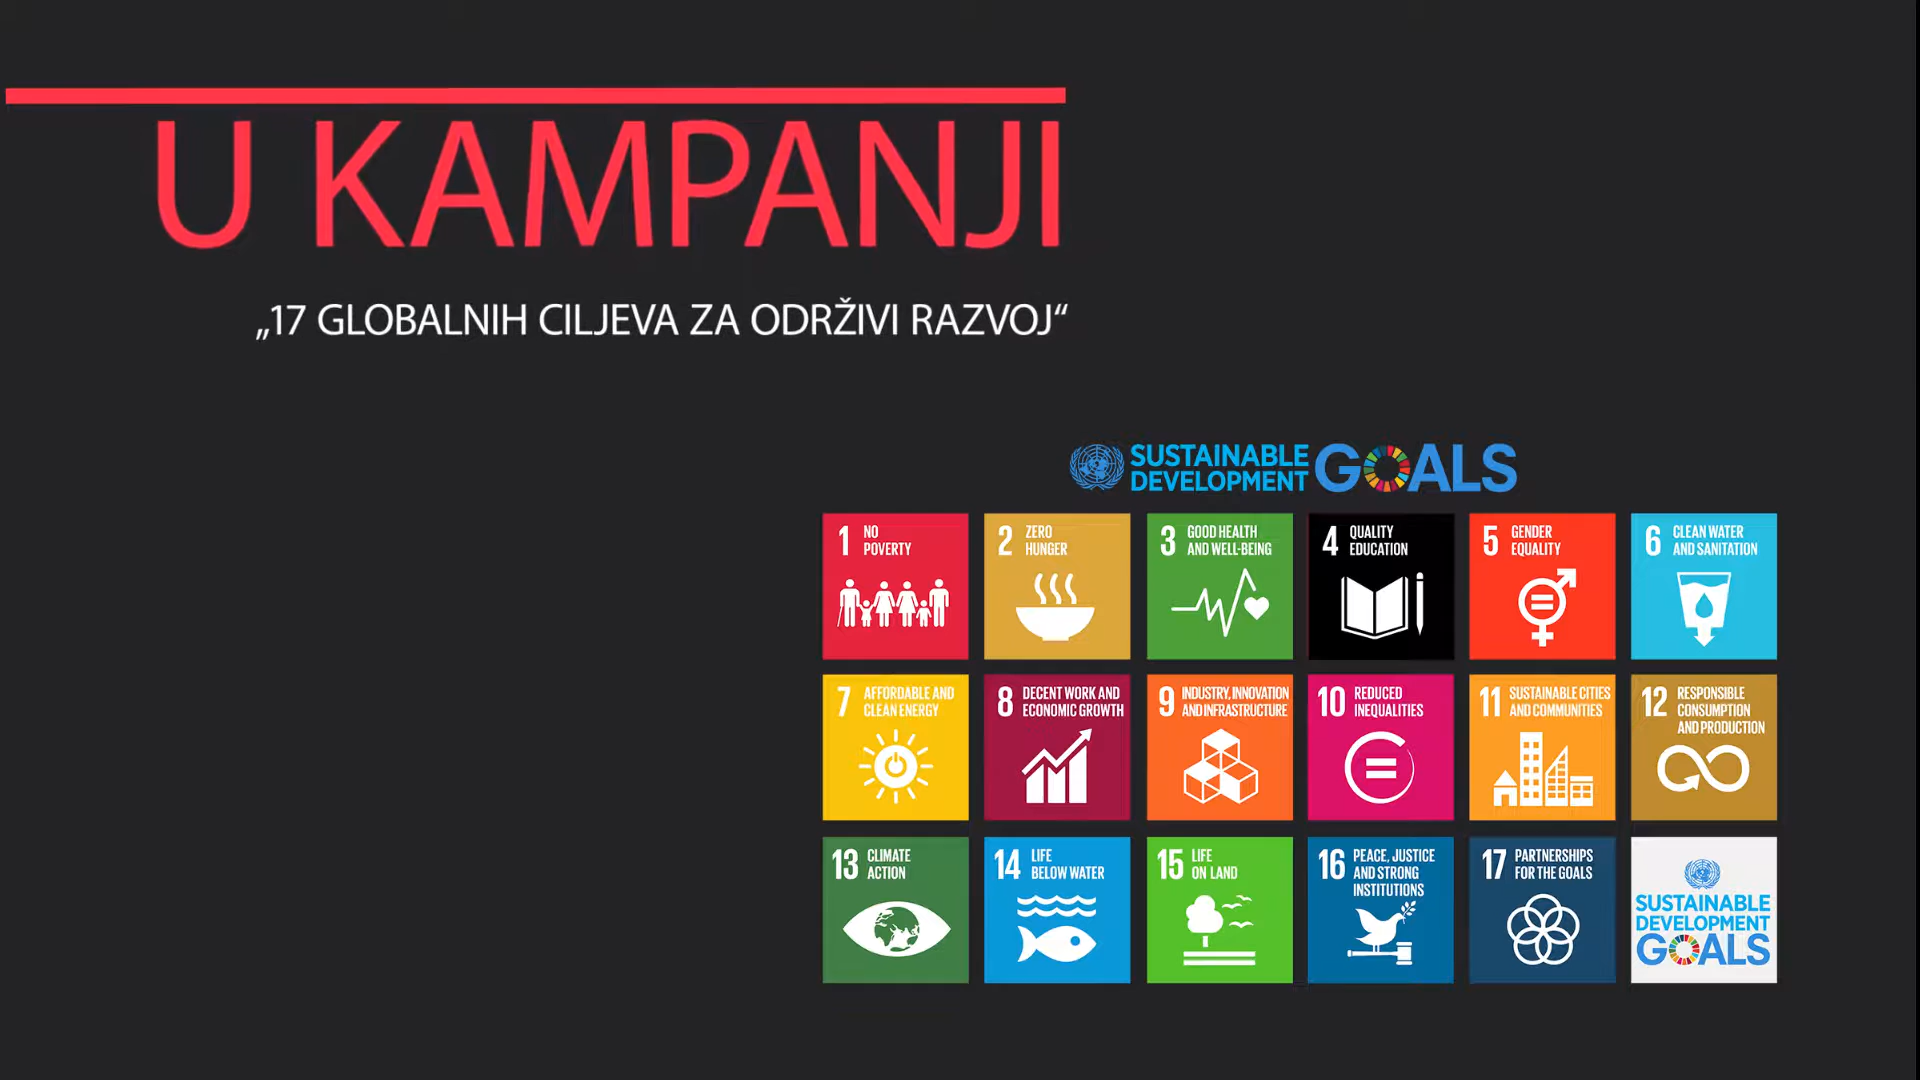 U KAMPANJI
„17 GLOBALNIH CILJEVA ZA ODRŽIVI RAZVOJ“
SUSTAINABLE
DEVELOPMENT
GOALS
1 NO
POVERTY
2 ZERO
HUNGER
3 GOOD HEALTH
AND WELL-BEING
4 QUALITY
EDUCATION
5 GENDER
EQUALITY
6 CLEAN WATER
AND SANITATION
7 AFFORDABLE AND
CLEAN ENERGY
8 DECENT WORK AND
ECONOMIC GROWTH
9 INDUSTRY, INNOVATION
AND INFRASTRUCTURE
10 REDUCED
INEQUALITIES
11 SUSTAINABLE CITIES
AND COMMUNITIES
12 RESPONSIBLE
CONSUMPTION
AND PRODUCTION
13 CLIMATE
ACTION
14 LIFE
BELOW WATER
15 LIFE
ON LAND
16 PEACE, JUSTICE
AND STRONG
INSTITUTIONS
17 PARTNERSHIPS
FOR THE GOALS
SUSTAINABLE
DEVELOPMENT
GOALS